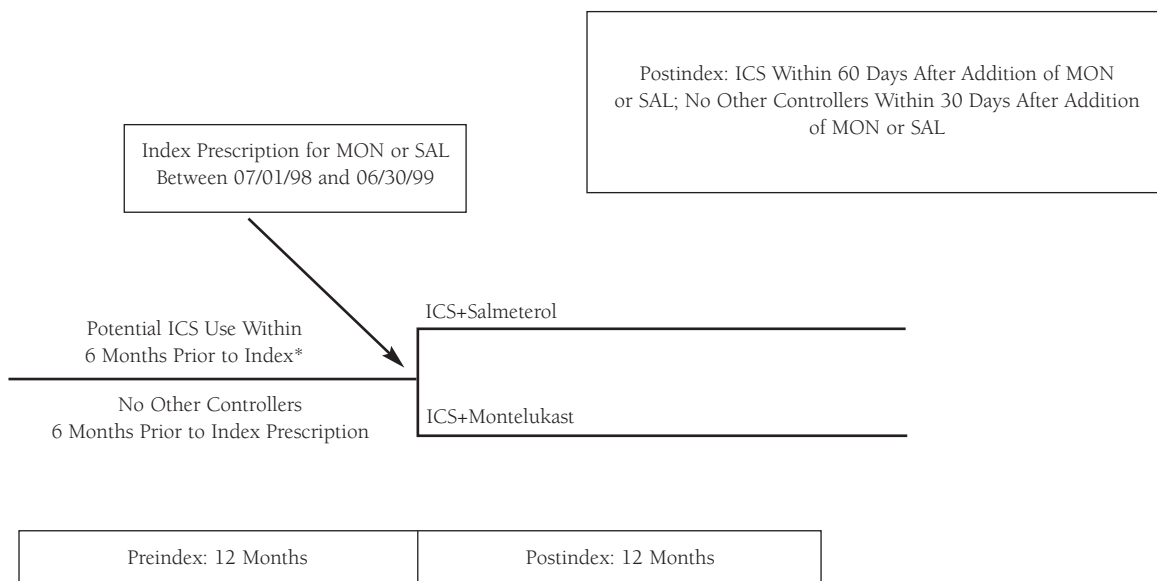 Postindex: ICS Within 60 Days After Addition of MON
or SAL; No Other Controllers Within 30 Days After Addition
of MON or SAL
Index Prescription for MON or SAL
Between 07/01/98 and 06/30/99
ICS+Salmeterol
Potential ICS Use Within
6 Months Prior to Index*
No Other Controllers
6 Months Prior to Index Prescription
ICS+Montelukast
Preindex: 12 Months
Postindex: 12 Months